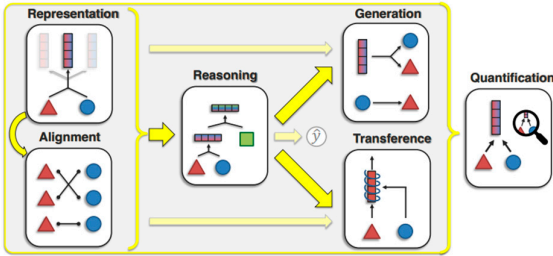 Representation
Alignment
Reasoning
ŷ
Generation
Transference
Quantification